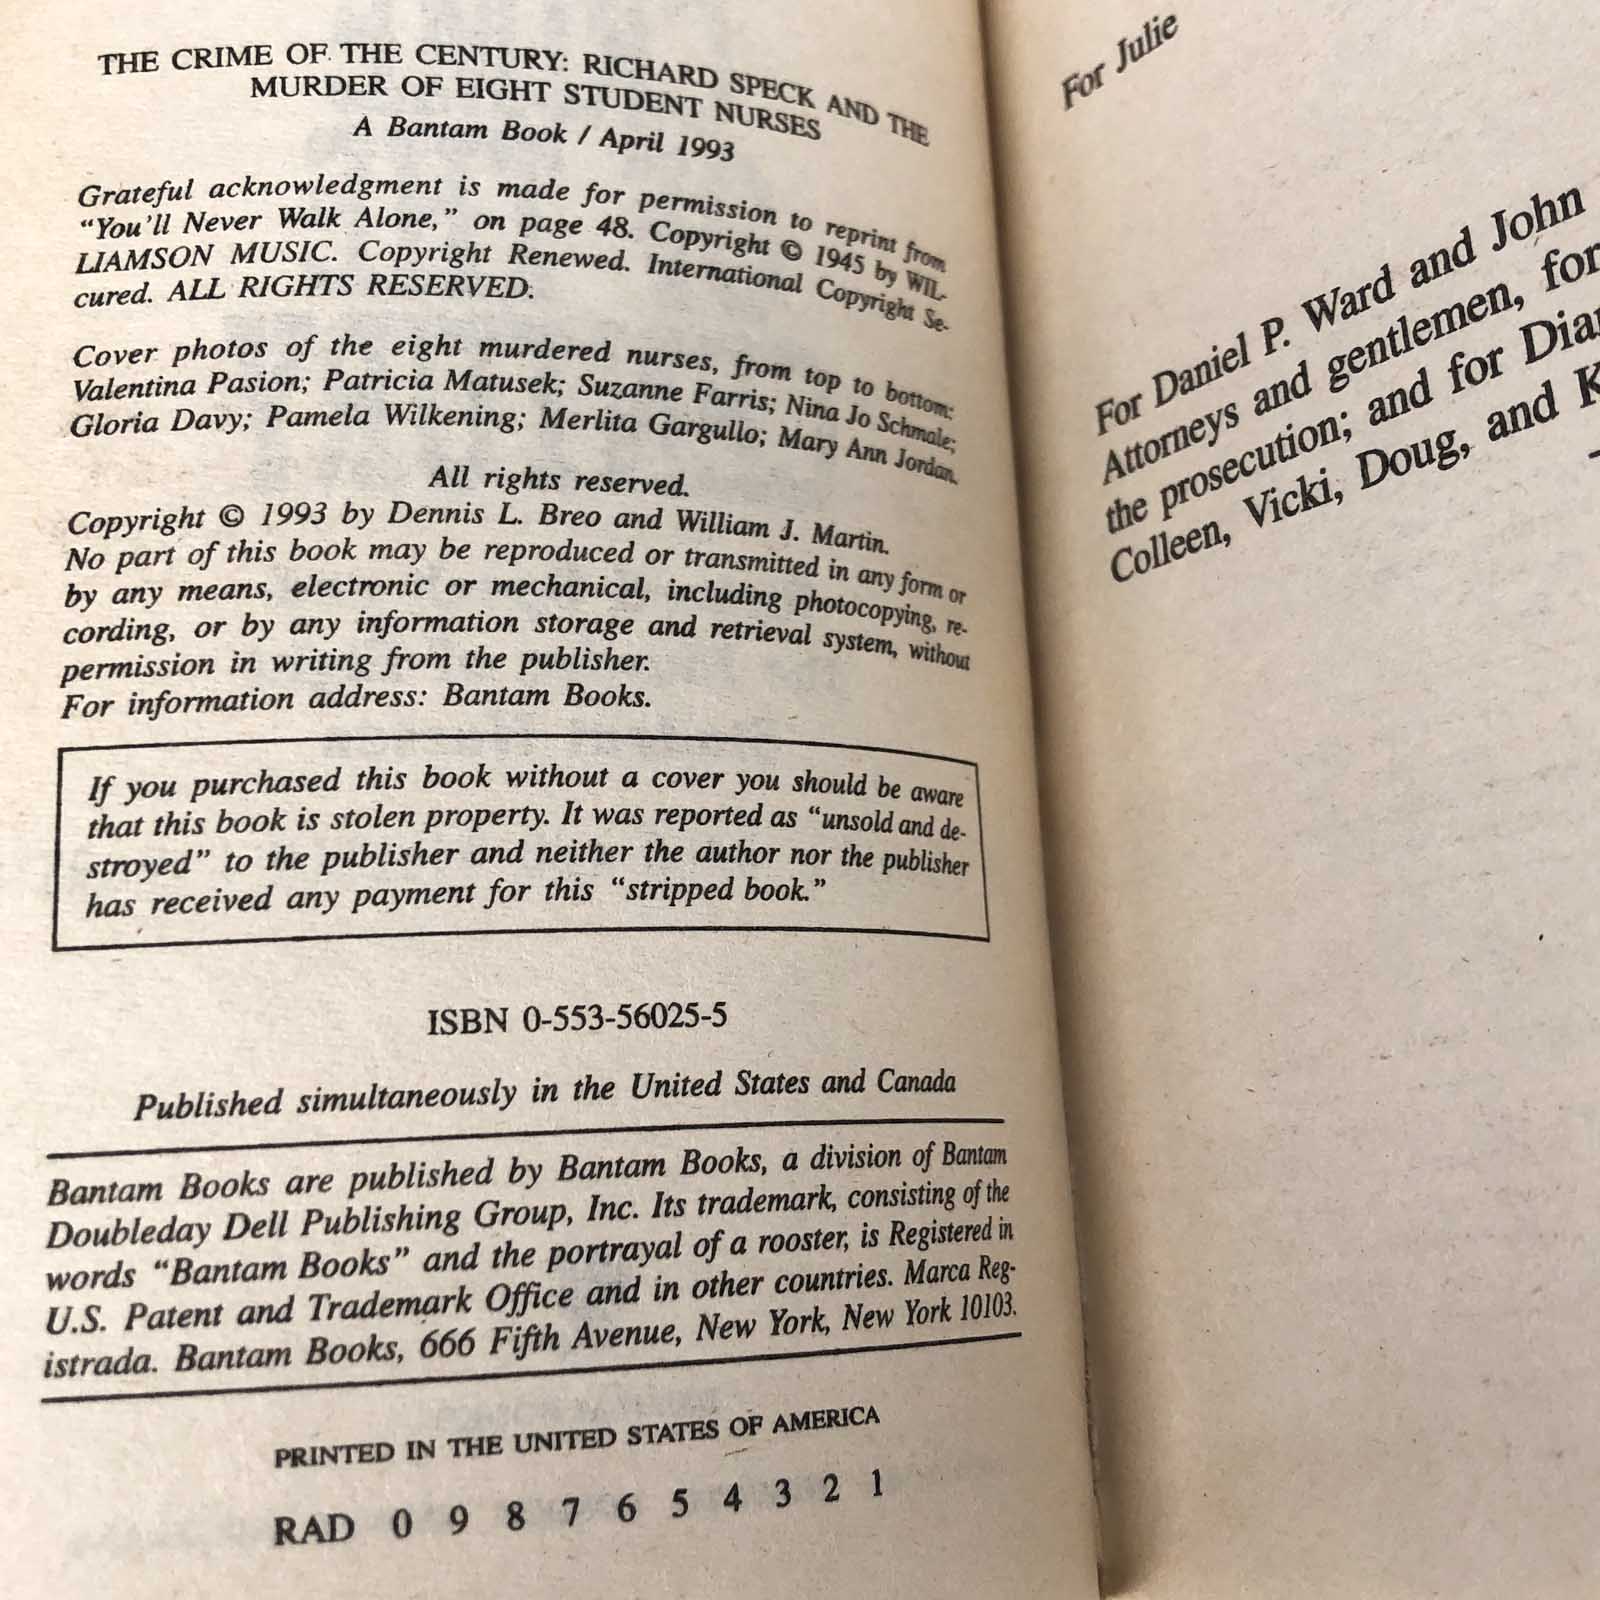 THE CRIME OF THE CENTURY: RICHARD SPECK AND THE
MURDER OF EIGHT STUDENT NURSES
A Bantam Book / April 1993
Grateful acknowledgment is made for permission to reprint from
"You'll Never Walk Alone," on page 48. Copyright © 1945 by WIL-
LIAMSON MUSIC. Copyright Renewed. International Copyright Se-
cured. ALL RIGHTS RESERVED.
Cover photos of the eight murdered nurses, from top to bottom:
Valentina Pasion; Patricia Matusek; Suzanne Farris; Nina Jo Schmale;
Gloria Davy; Pamela Wilkening; Merlita Gargullo; Mary Ann Jordan.
All rights reserved.
Copyright © 1993 by Dennis L. Breo and William J. Martin.
No part of this book may be reproduced or transmitted in any form or
by any means, electronic or mechanical, including photocopying, re-
cording, or by any information storage and retrieval system, without
permission in writing from the publisher.
For information address: Bantam Books.
If you purchased this book without a cover you should be aware
that this book is stolen property. It was reported as "unsold and de-
stroyed" to the publisher and neither the author nor the publisher
has received any payment for this "stripped book."
ISBN 0-553-56025-5
Published simultaneously in the United States and Canada
Bantam Books are published by Bantam Books, a division of Bantam
Doubleday Dell Publishing Group, Inc. Its trademark, consisting of the
words "Bantam Books" and the portrayal of a rooster, is Registered in
U.S. Patent and Trademark Office and in other countries. Marca Reg-
istrada. Bantam Books, 666 Fifth Avenue, New York, New York 10103.
PRINTED IN THE UNITED STATES OF AMERICA
RAD 0 9 8 7 6 5 4 3 2 1
For Julie
For Daniel P. Ward and John
Attorneys and gentlemen, for
the prosecution; and for Dian
Colleen, Vicki, Doug, and K